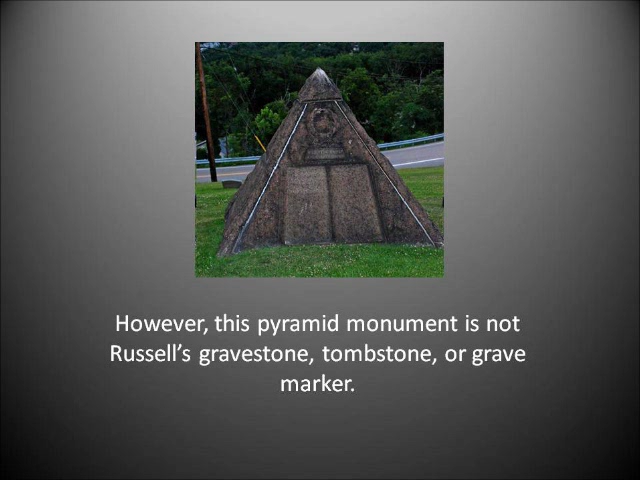 However, this pyramid monument is not
Russell’s gravestone, tombstone, or grave
marker.